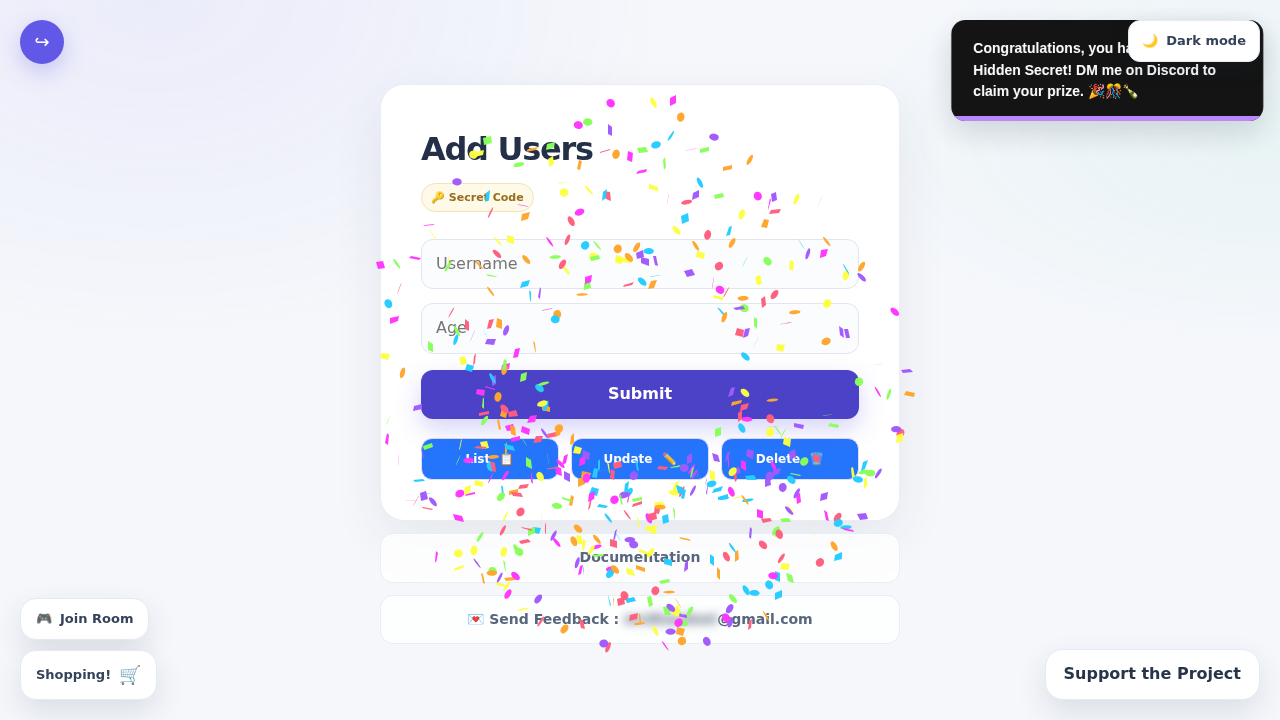 Congratulations, you
Hidden Secret! DM me on Discord to
claim your prize. 🎉🎊🍾
🌙 Dark mode
Add Users
🔑 Secret Code
Username
Age
Submit
List 📋
Update ✏️
Delete 🗑️
Documentation
💌 Send Feedback : @gmail.com
🎮 Join Room
Shopping! 🛒
Support the Project